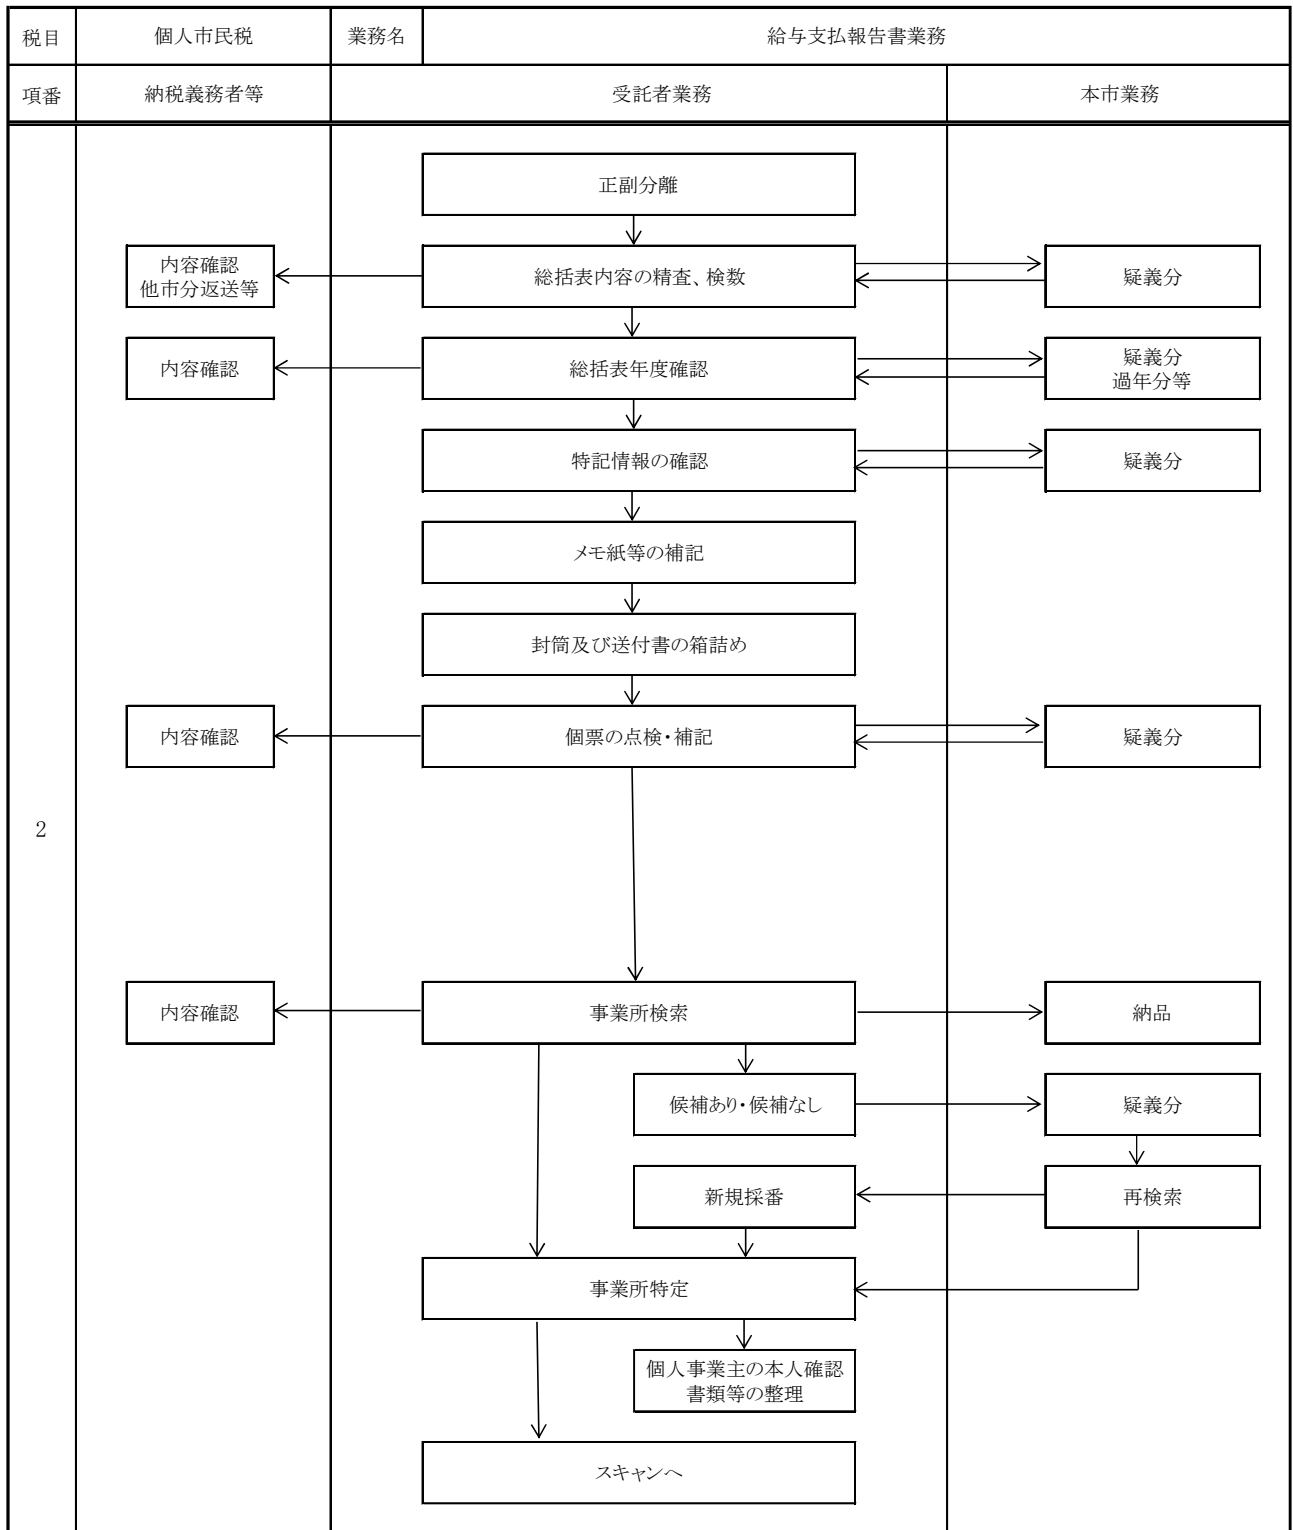 税目 個人市民税 業務名 給与支払報告書業務
項番 納税義務者等 受託者業務 本市業務
正副分離
内容確認
他市分返送等
総括表内容の精査、検数
疑義分
内容確認
総括表年度確認
疑義分
過年分等
特記情報の確認
疑義分
メモ紙等の補記
封筒及び送付書の箱詰め
内容確認
個票の点検・補記
疑義分
2
内容確認
事業所検索
納品
候補あり・候補なし
疑義分
新規採番
再検索
事業所特定
個人事業主の本人確認
書類等の整理
スキャンへ